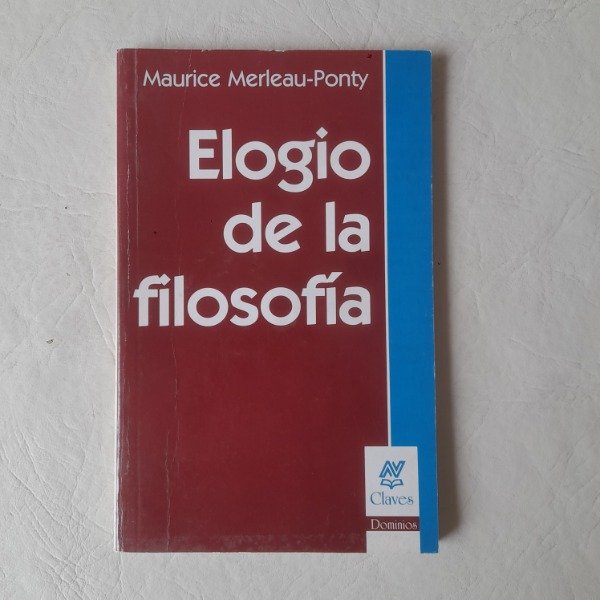 Maurice Merleau-Ponty
Elogio
de la
filosofía
Claves
Dominios